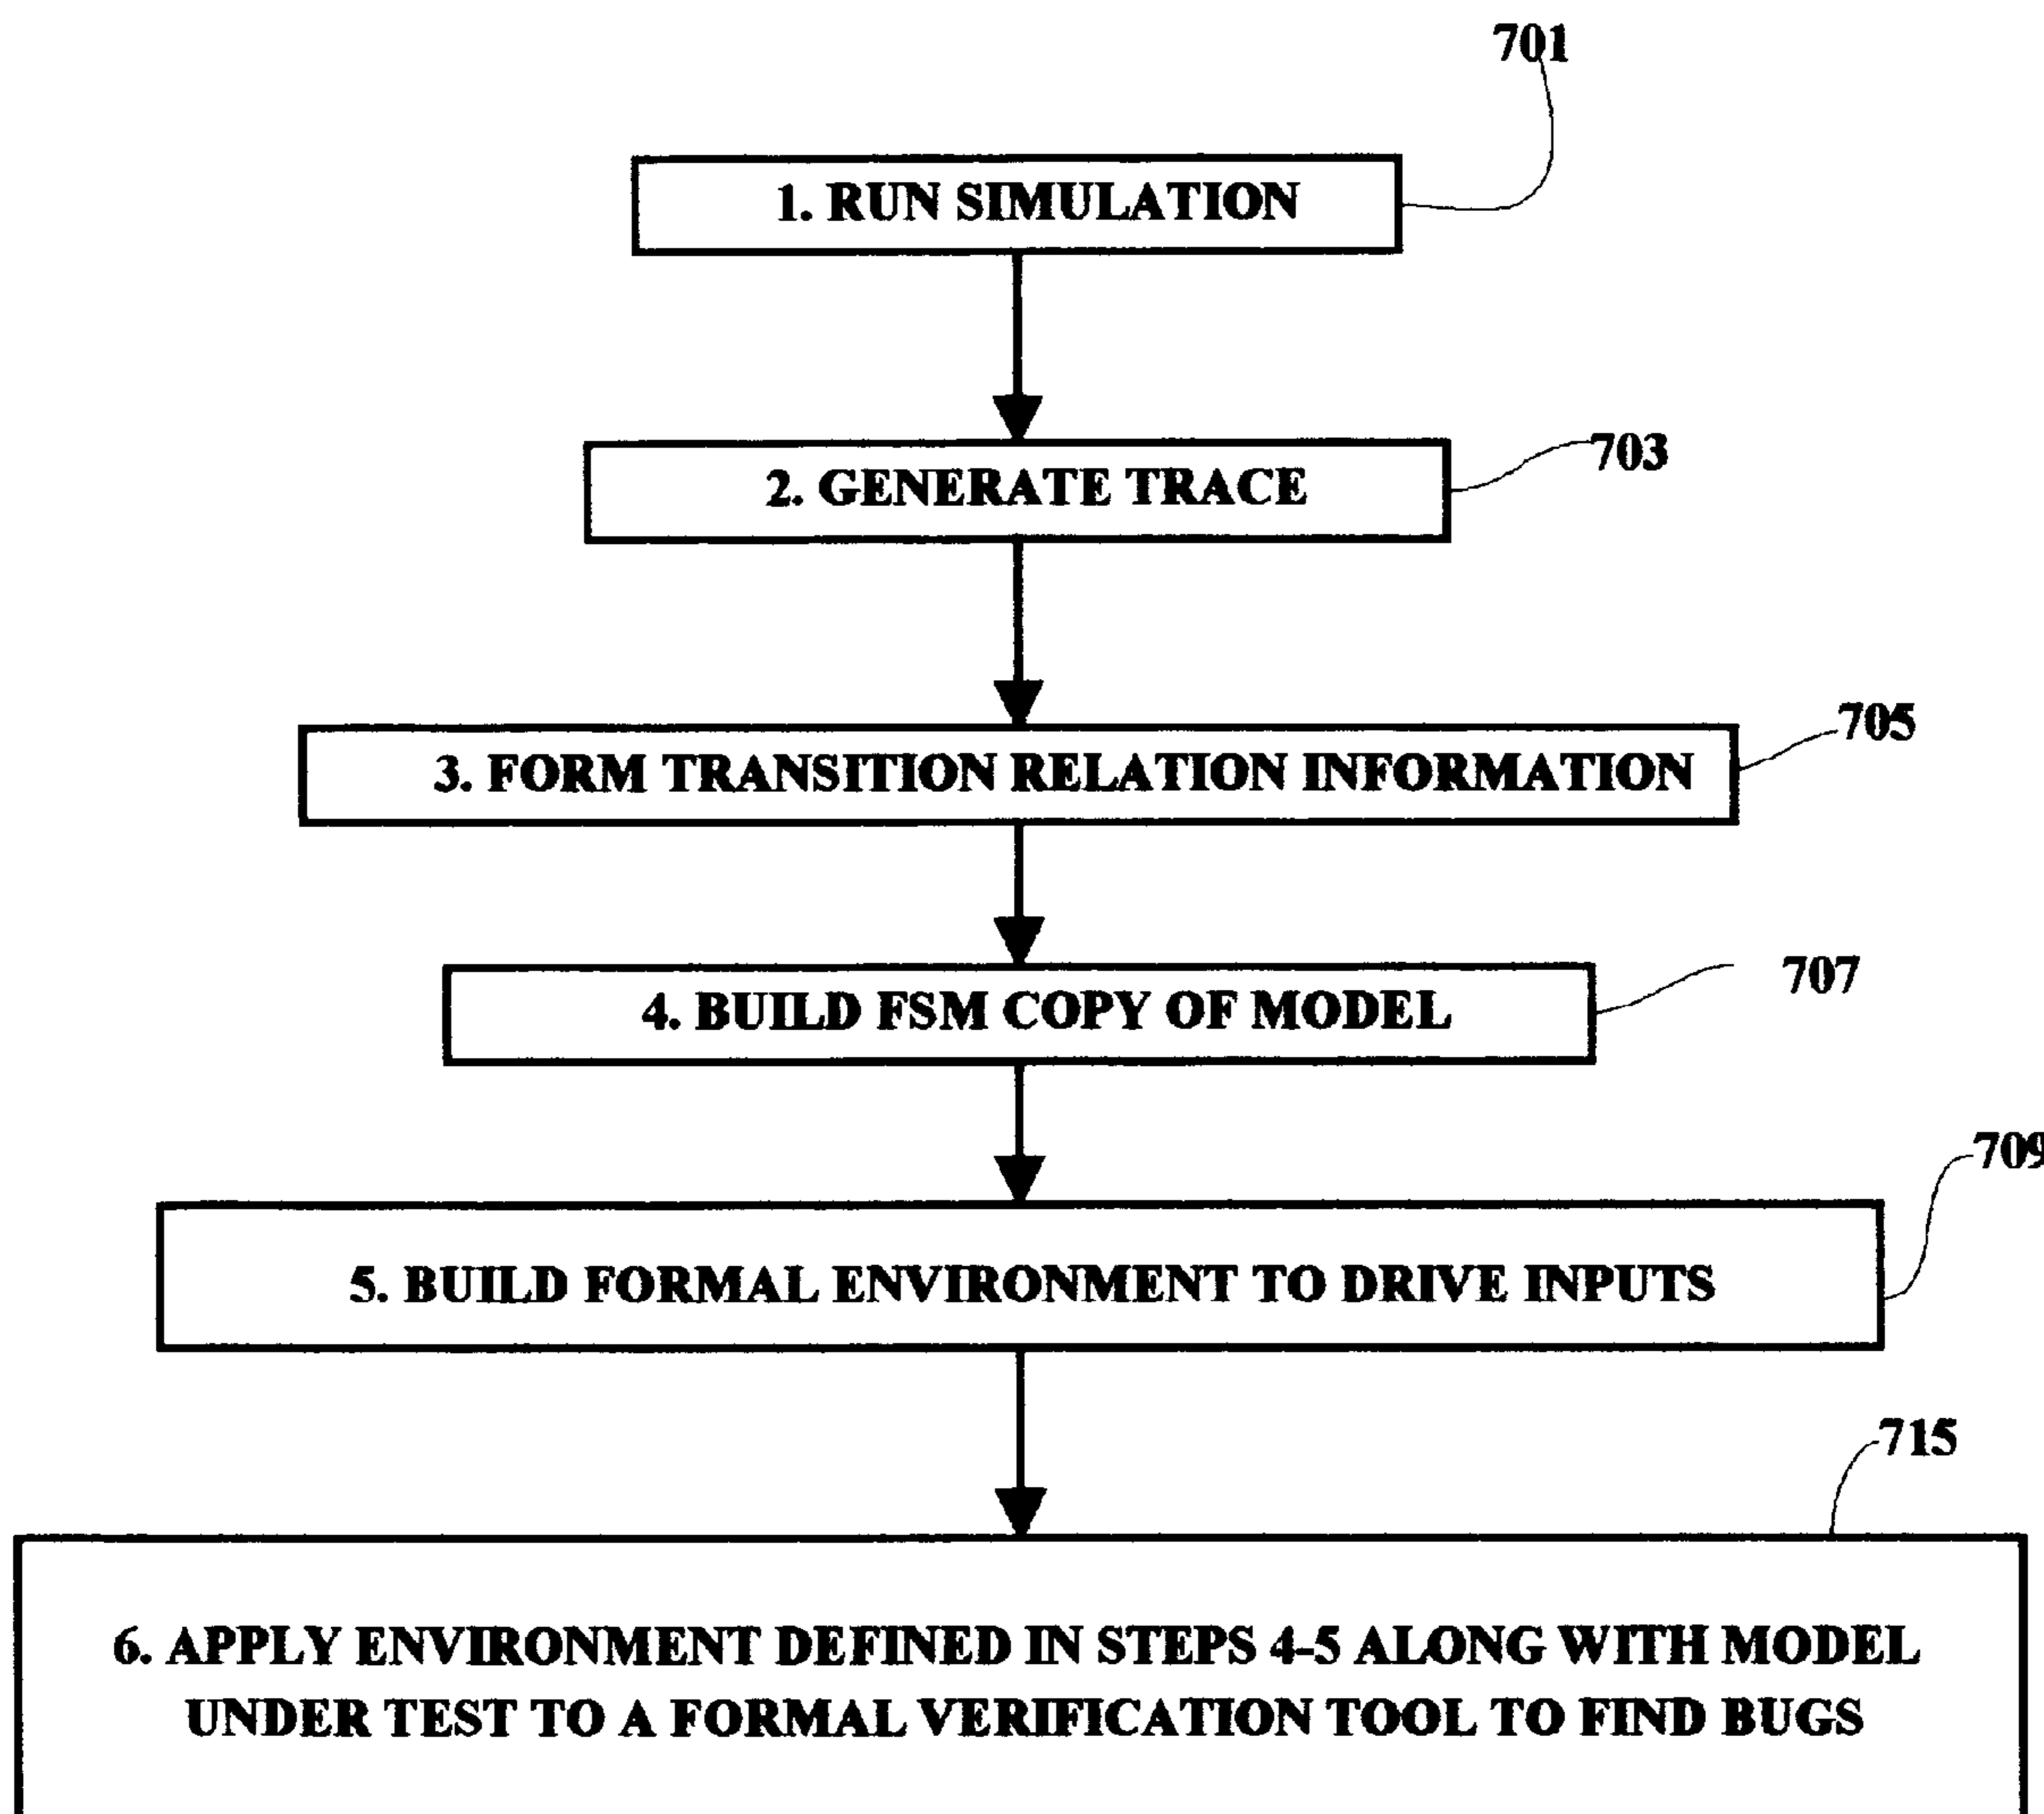 701
1. RUN SIMULATION
2. GENERATE TRACE
703
3. FORM TRANSITION RELATION INFORMATION
705
4. BUILD FSM COPY OF MODEL
707
709
5. BUILD FORMAL ENVIRONMENT TO DRIVE INPUTS
715
6. APPLY ENVIRONMENT DEFINED IN STEPS 4-5 ALONG WITH MODEL
UNDER TEST TO A FORMAL VERIFICATION TOOL TO FIND BUGS